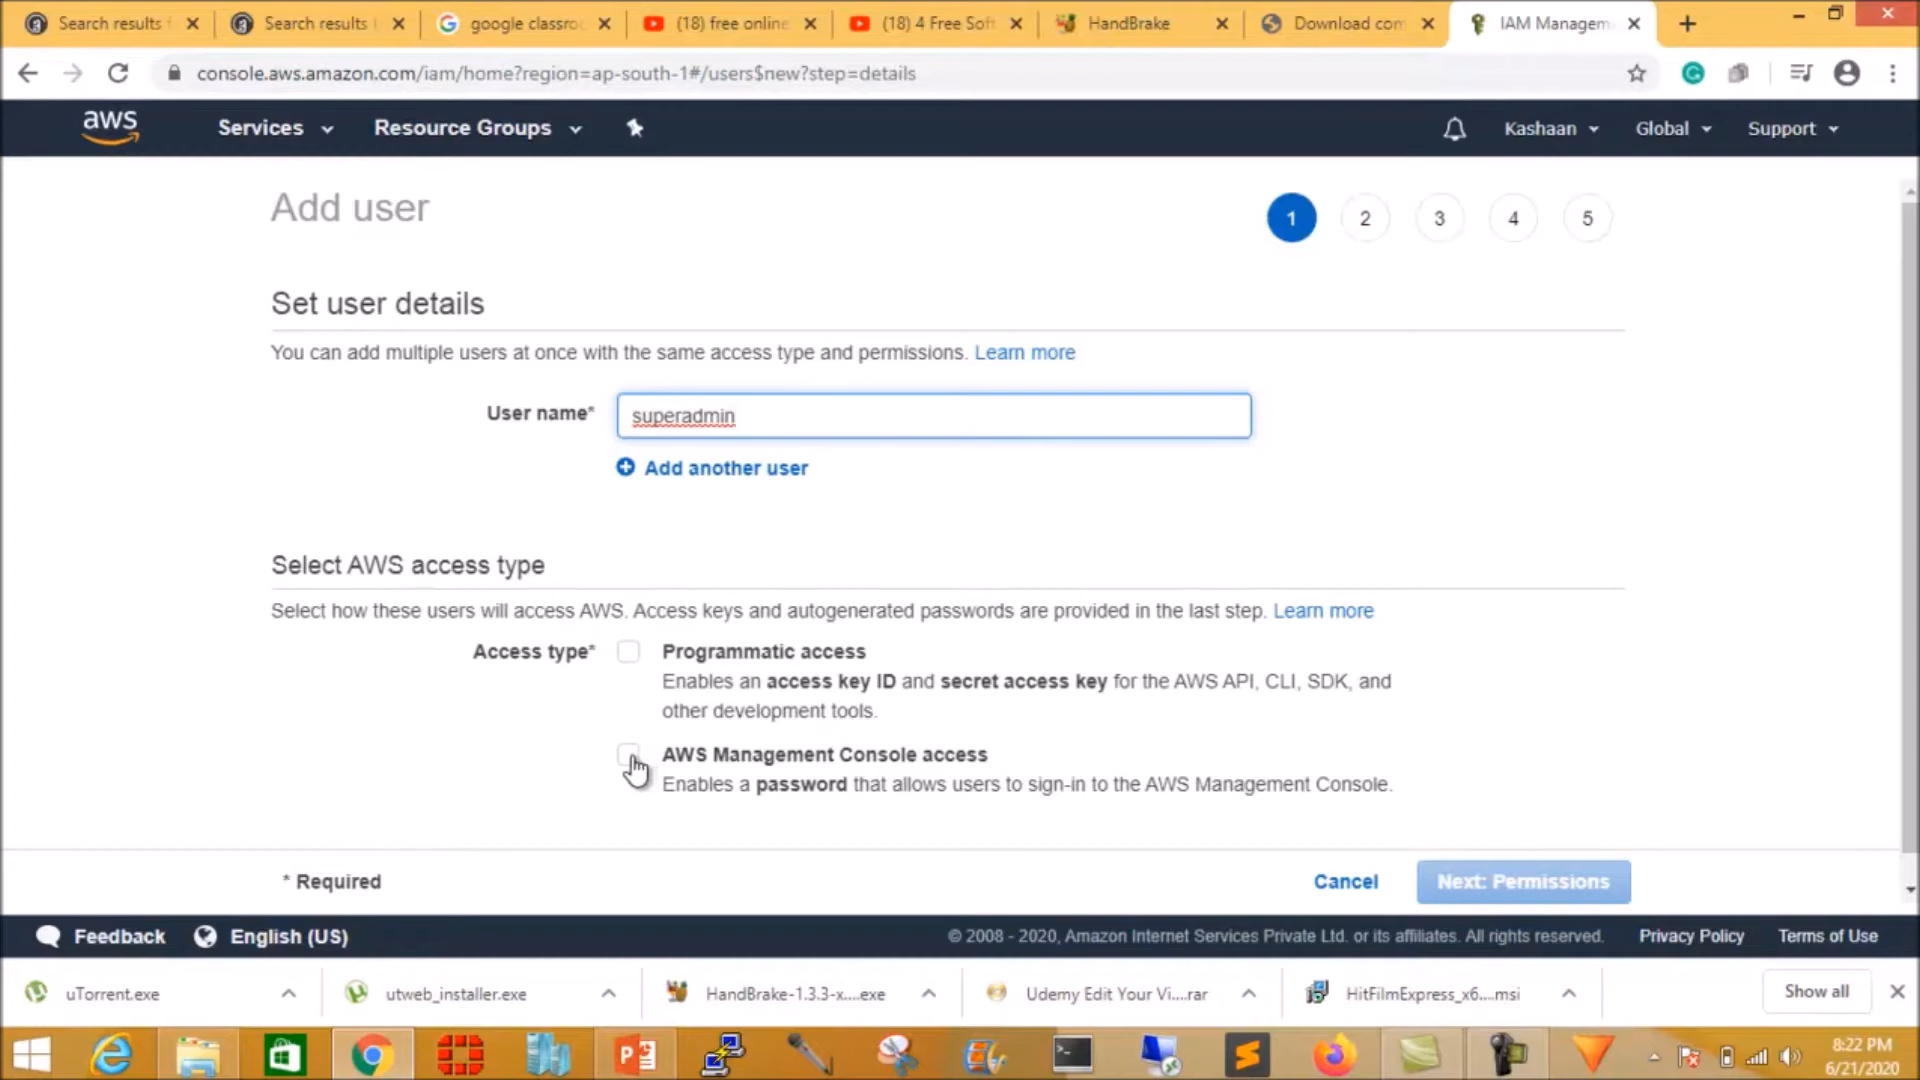 Search results f
Search results f
google classroo
(18) free online
(18) 4 Free Soft
HandBrake
Download com
IAM Managem
console.aws.amazon.com/iam/home?region=ap-south-1#/users$new?step=details
aws
Services
Resource Groups
Kashaan
Global
Support
Add user
1
2
3
4
5
Set user details
You can add multiple users at once with the same access type and permissions. Learn more
User name*
superadmin
Add another user
Select AWS access type
Select how these users will access AWS. Access keys and autogenerated passwords are provided in the last step. Learn more
Access type*
Programmatic access
Enables an access key ID and secret access key for the AWS API, CLI, SDK, and
other development tools.
AWS Management Console access
Enables a password that allows users to sign-in to the AWS Management Console.
* Required
Cancel
Next: Permissions
Feedback
English (US)
© 2008 - 2020, Amazon Internet Services Private Ltd. or its affiliates. All rights reserved.
Privacy Policy
Terms of Use
uTorrent.exe
utweb_installer.exe
HandBrake-1.3.3-x....exe
Udemy Edit Your Vi....rar
HitFilmExpress_x6....msi
Show all
8:22 PM
6/21/2020